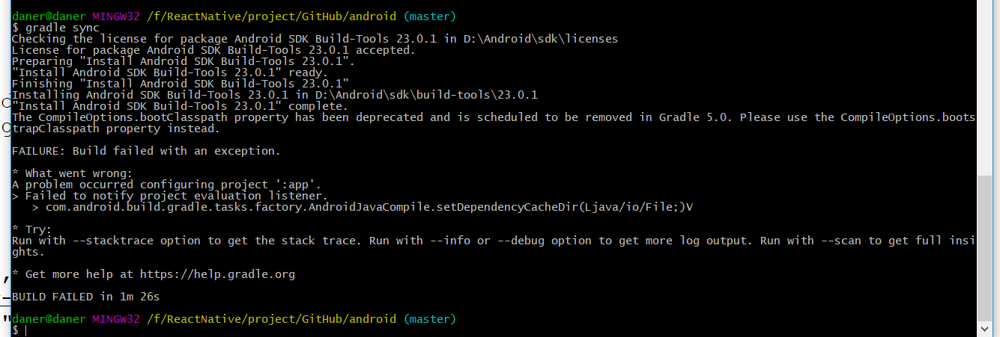 daner@daner MINGW32 /f/ReactNative/project/GitHub/android (master)
$ gradle sync
Checking the license for package Android SDK Build-Tools 23.0.1 in D:\Android\sdk\licenses
License for package Android SDK Build-Tools 23.0.1 accepted.
Preparing "Install Android SDK Build-Tools 23.0.1".
"Install Android SDK Build-Tools 23.0.1" ready.
Finishing "Install Android SDK Build-Tools 23.0.1"
Installing Android SDK Build-Tools 23.0.1 in D:\Android\sdk\build-tools\23.0.1
"Install Android SDK Build-Tools 23.0.1" complete.
The CompileOptions.bootClasspath property has been deprecated and is scheduled to be removed in Gradle 5.0. Please use the CompileOptions.boots
trapClasspath property instead.
FAILURE: Build failed with an exception.
* What went wrong:
A problem occurred configuring project ':app'.
> Failed to notify project evaluation listener.
> com.android.build.gradle.tasks.factory.AndroidJavaCompile.setDependencyCacheDir(Ljava/io/File;)V
* Try:
Run with --stacktrace option to get the stack trace. Run with --info or --debug option to get more log output. Run with --scan to get full insi
ghts.
* Get more help at https://help.gradle.org
BUILD FAILED in 1m 26s
daner@daner MINGW32 /f/ReactNative/project/GitHub/android (master)
$